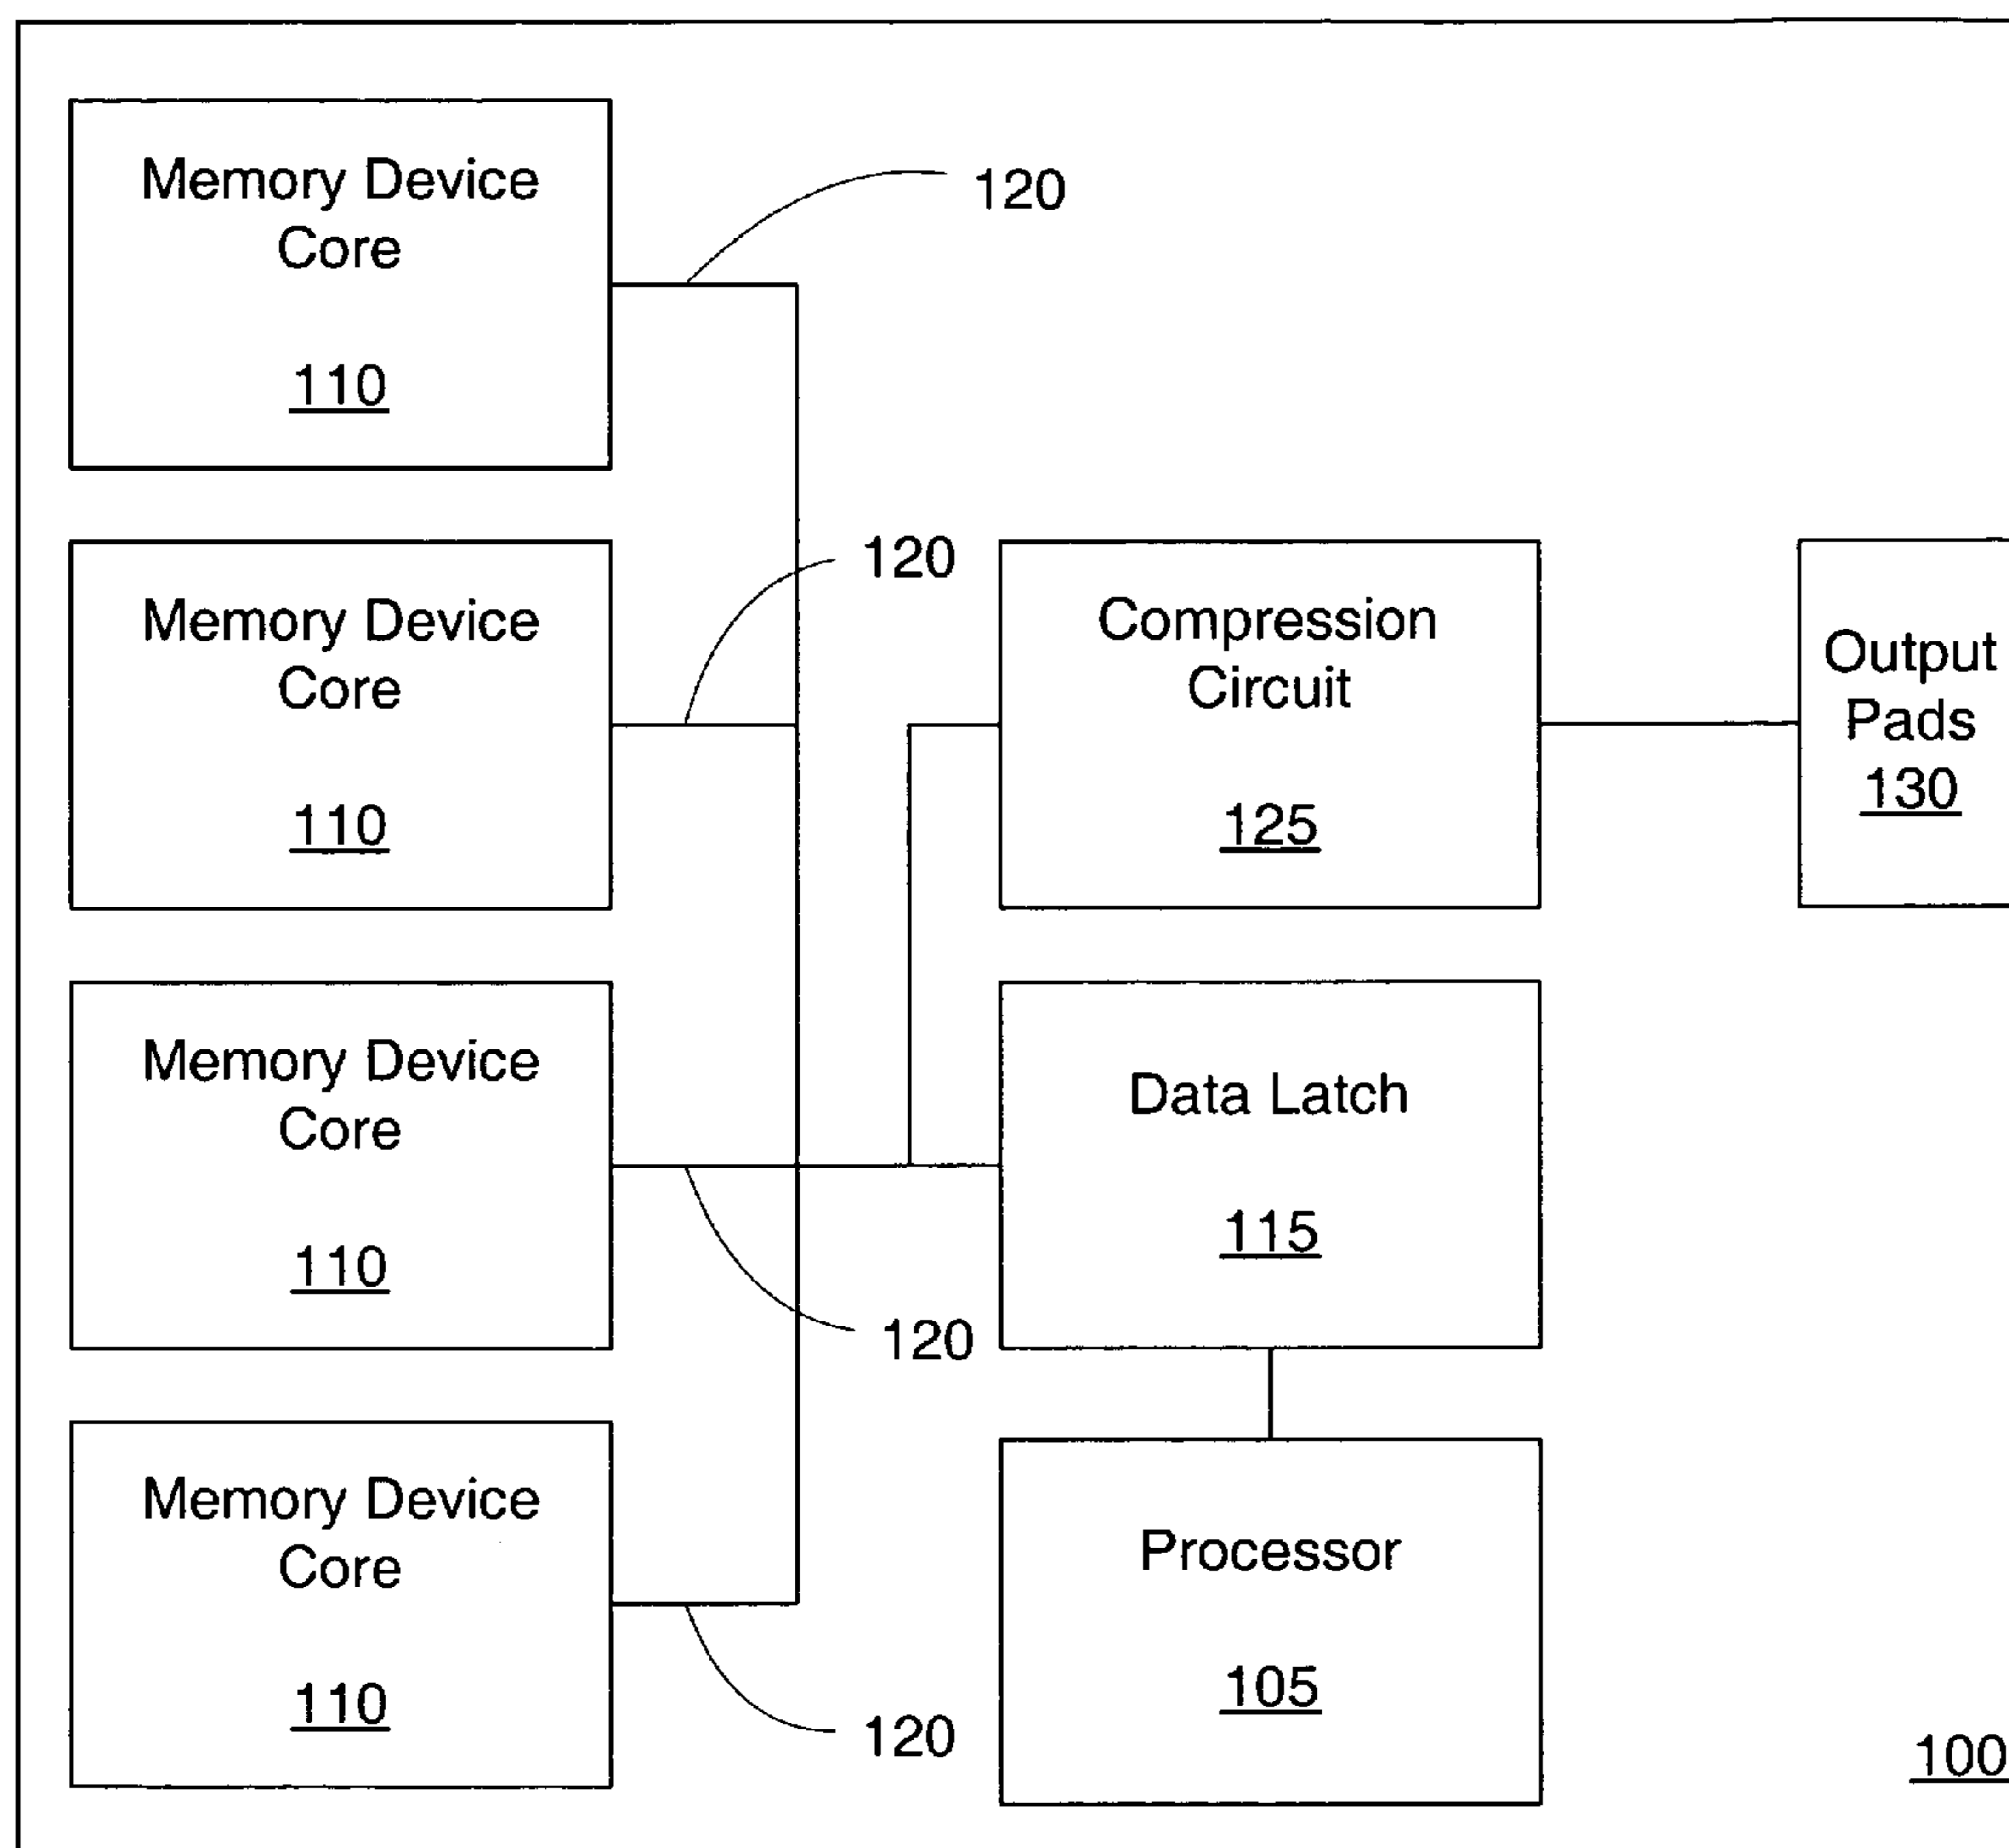 Memory Device
Core
110
120
Memory Device
Core
110
120
Compression
Circuit
125
Output
Pads
130
Memory Device
Core
110
120
Data Latch
115
Memory Device
Core
110
120
Processor
105
100